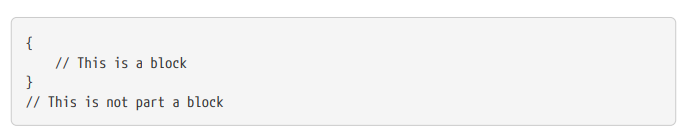 {
    // This is a block
}
// This is not part a block